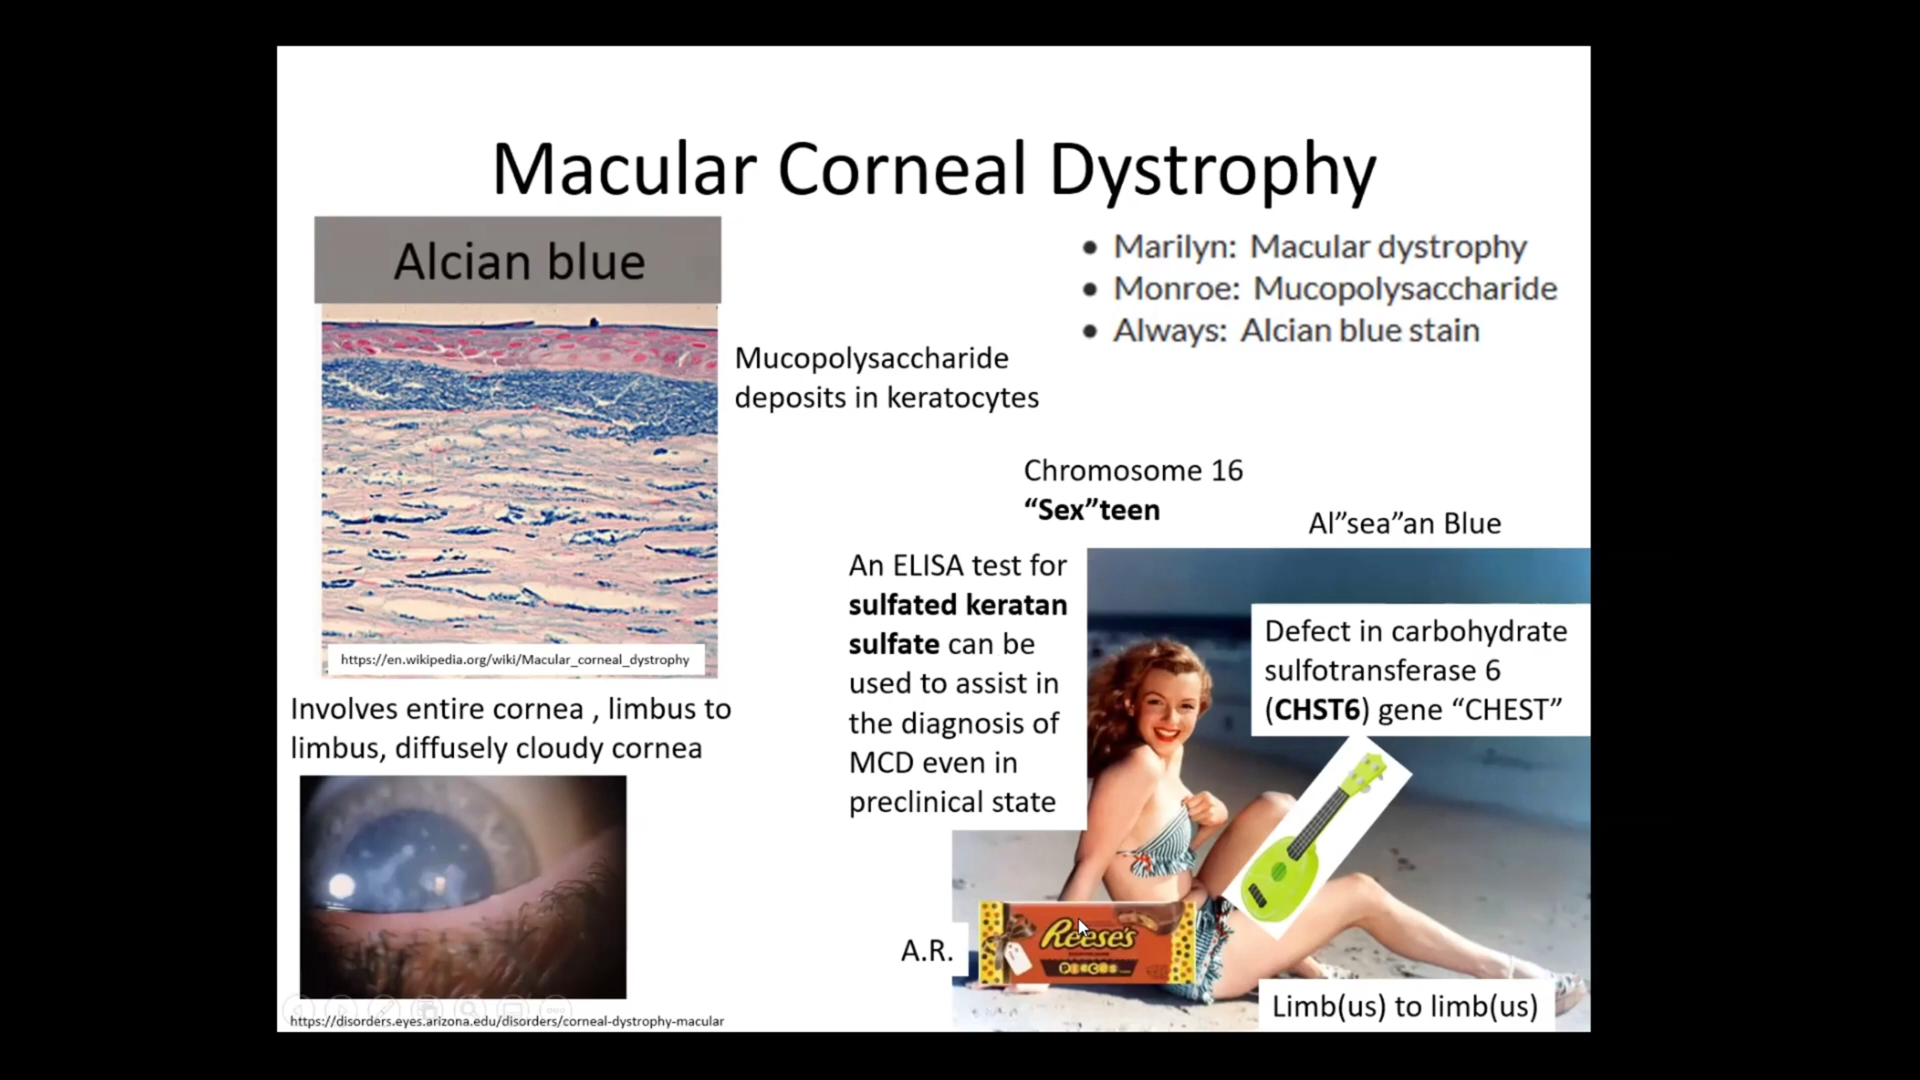 Macular Corneal Dystrophy
Alcian blue
• Marilyn: Macular dystrophy
• Monroe: Mucopolysaccharide
• Always: Alcian blue stain
Mucopolysaccharide
deposits in keratocytes
Chromosome 16
“Sex”teen
Al”sea”an Blue
An ELISA test for
sulfated keratan
sulfate can be
used to assist in
the diagnosis of
MCD even in
preclinical state
Defect in carbohydrate
sulfotransferase 6
(CHST6) gene “CHEST”
https://en.wikipedia.org/wiki/Macular_corneal_dystrophy
Involves entire cornea , limbus to
limbus, diffusely cloudy cornea
A.R.
Reese's
PIECES
Limb(us) to limb(us)
https://disorders.eyes.arizona.edu/disorders/corneal-dystrophy-macular